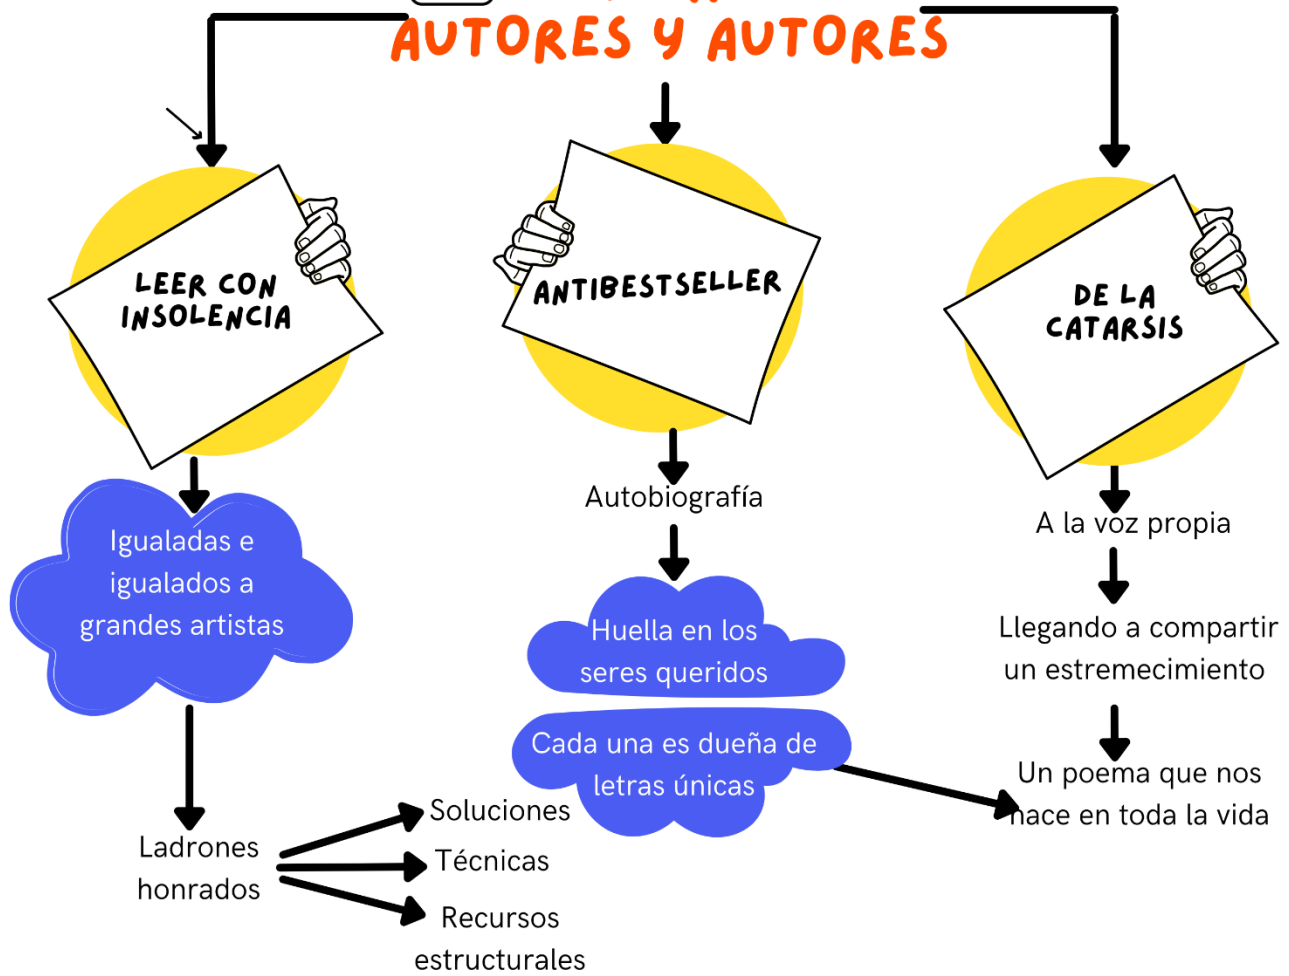 AUTORES Y AUTORES
LEER CON
INSOLENCIA
Igualadas e
igualados a
grandes artistas
Ladrones
honrados
Soluciones
Técnicas
Recursos
estructurales
ANTIBESTSELLER
Autobiografía
Huella en los
seres queridos
Cada una es dueña de
letras únicas
DE LA
CATARSIS
A la voz propia
Llegando a compartir
un estremecimiento
Un poema que nos
nace en toda la vida